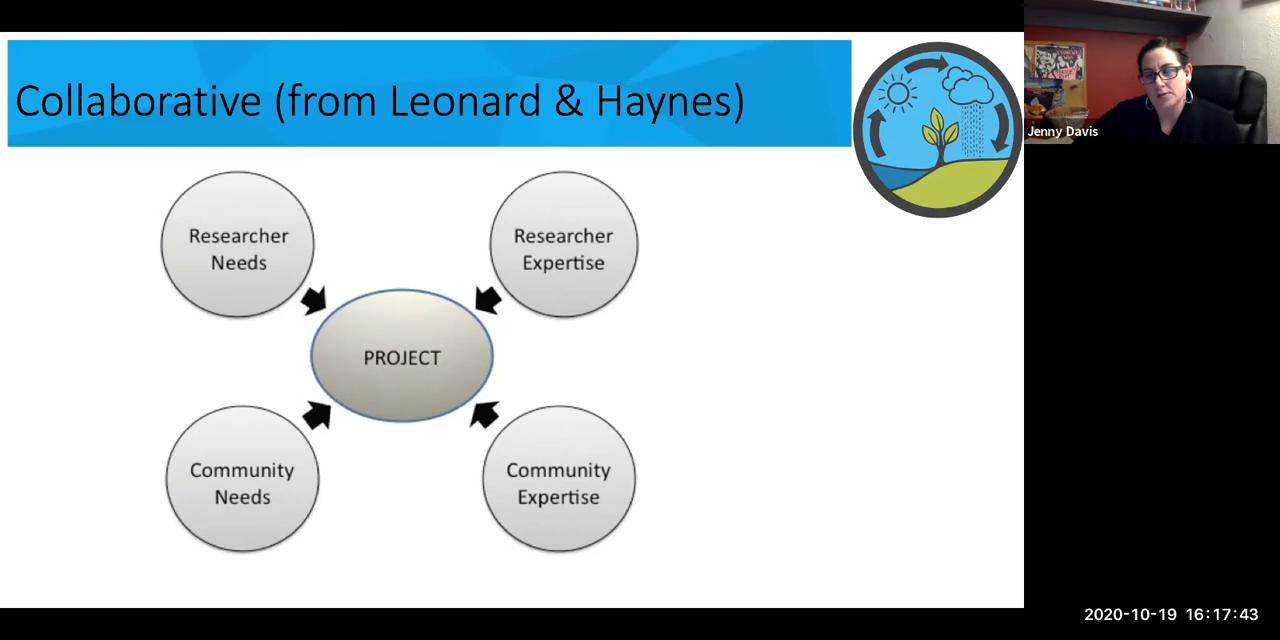 Collaborative (from Leonard & Haynes)
Jenny Davis
Researcher
Needs
Researcher
Expertise
PROJECT
Community
Needs
Community
Expertise
2020-10-19 16:17:43